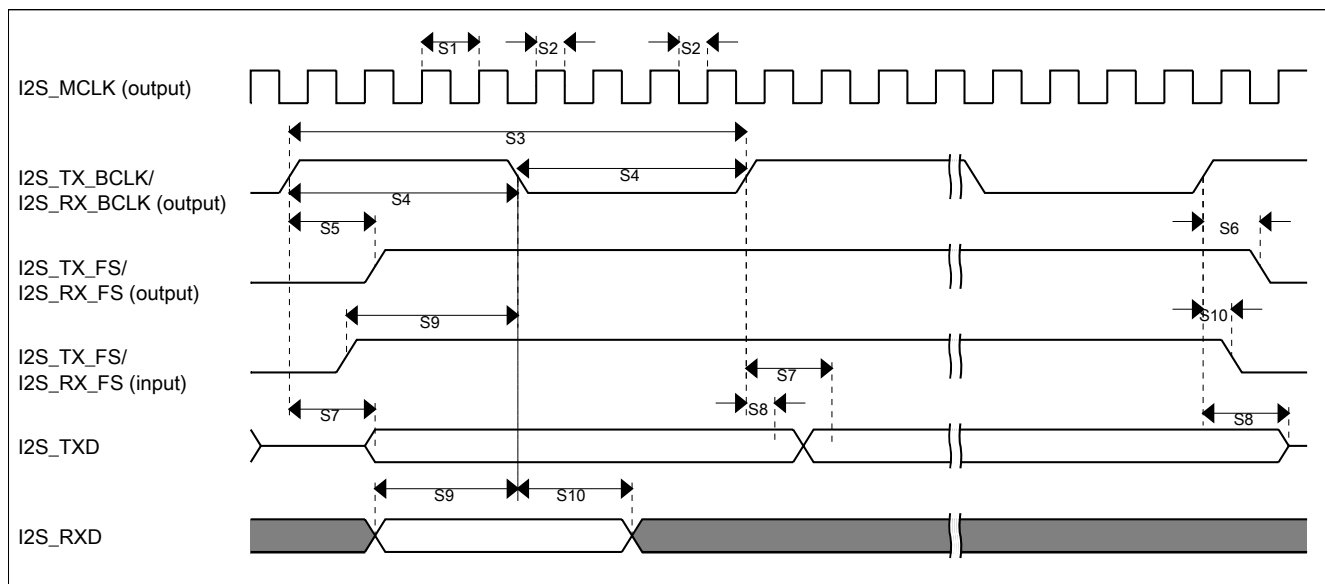 S1
S2
S2
I2S_MCLK (output)
S3
I2S_TX_BCLK/
I2S_RX_BCLK (output)
S4
S4
S5
S6
I2S_TX_FS/
I2S_RX_FS (output)
S9
S10
I2S_TX_FS/
I2S_RX_FS (input)
S7
S7
S8
S8
I2S_TXD
S9
S10
I2S_RXD